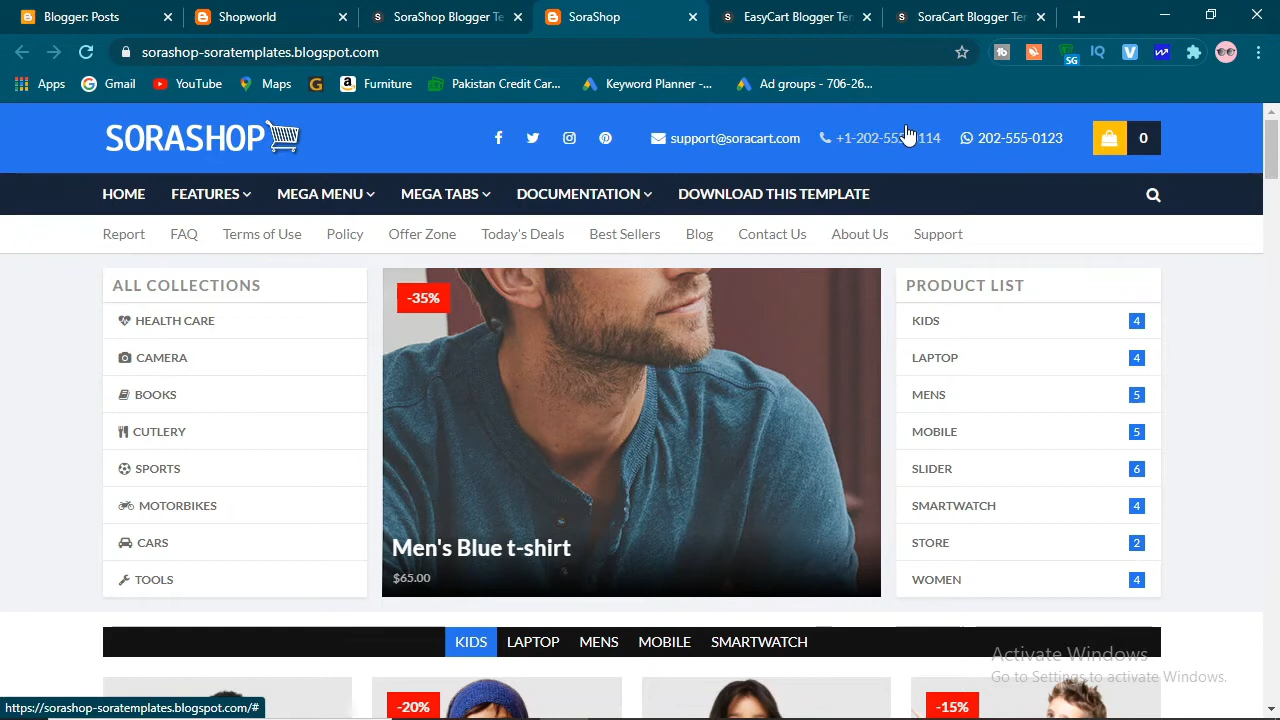 Blogger: Posts
Shopworld
SoraShop Blogger Te
SoraShop
EasyCart Blogger Tem
SoraCart Blogger Ter
sorashop-soratemplates.blogspot.com
SG
IQ
Apps
Gmail
YouTube
Maps
Furniture
Pakistan Credit Car...
Keyword Planner -...
Ad groups - 706-26...
SORASHOP
support@soracart.com
202-555-0123
0
HOME
FEATURES
MEGA MENU
MEGA TABS
DOCUMENTATION
DOWNLOAD THIS TEMPLATE
Report
FAQ
Terms of Use
Policy
Offer Zone
Today's Deals
Best Sellers
Blog
Contact Us
About Us
Support
ALL COLLECTIONS
HEALTH CARE
CAMERA
BOOKS
CUTLERY
SPORTS
MOTORBIKES
CARS
TOOLS
-35%
Men's Blue t-shirt
$65.00
PRODUCT LIST
KIDS 4
LAPTOP 4
MENS 5
MOBILE 5
SLIDER 6
SMARTWATCH 4
STORE 2
WOMEN 4
KIDS
LAPTOP
MENS
MOBILE
SMARTWATCH
-20%
-15%
Activate Windows
Go to Settings to activate Windows.
https://sorashop-soratemplates.blogspot.com/#